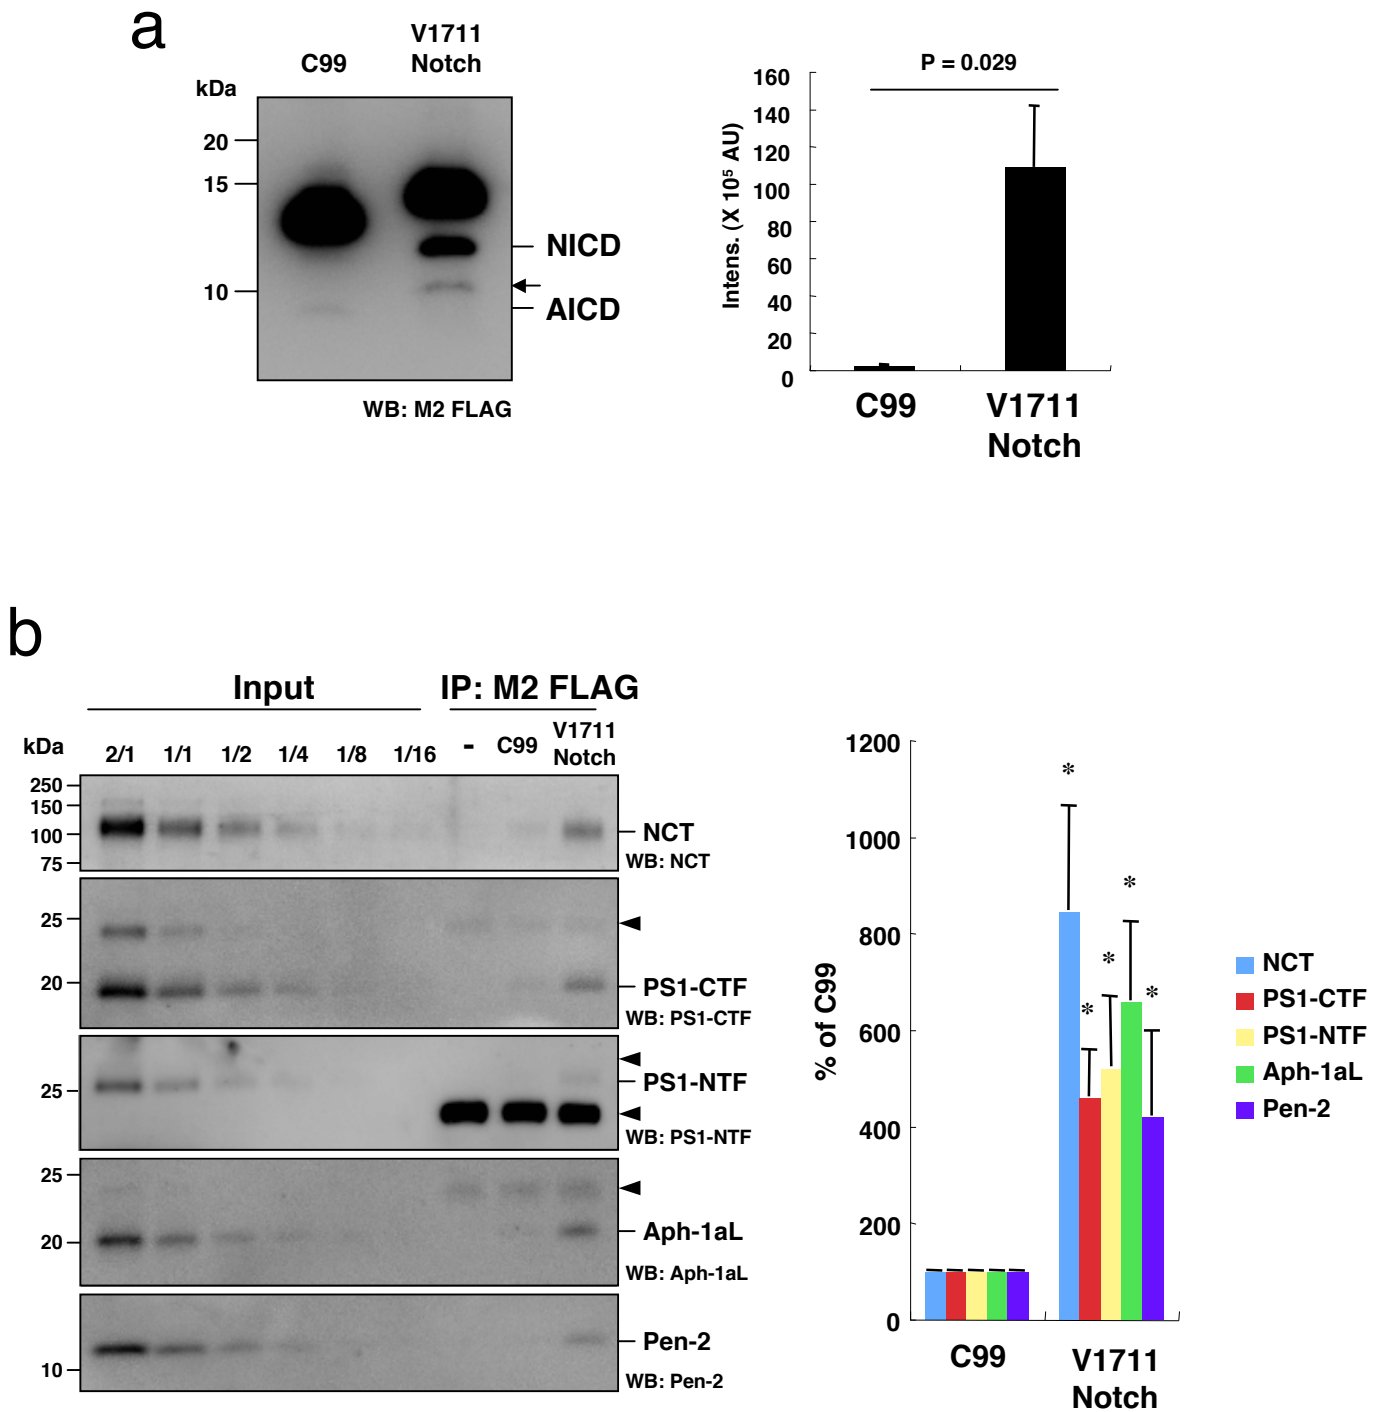 a
C99
V1711
Notch
kDa
20
15
10
NICD
AICD
WB: M2 FLAG
P = 0.029
Intens. (X 10⁵ AU)
160
140
120
100
80
60
40
20
0
C99
V1711
Notch
b
Input
IP: M2 FLAG
kDa
2/1 1/1 1/2 1/4 1/8 1/16 - C99 V1711
Notch
250
150
100
75
NCT
WB: NCT
25
20
PS1-CTF
WB: PS1-CTF
25
PS1-NTF
WB: PS1-NTF
25
20
Aph-1aL
WB: Aph-1aL
10
Pen-2
WB: Pen-2
% of C99
1200
1000
800
600
400
200
0
* * * * *
C99
V1711
Notch
NCT
PS1-CTF
PS1-NTF
Aph-1aL
Pen-2